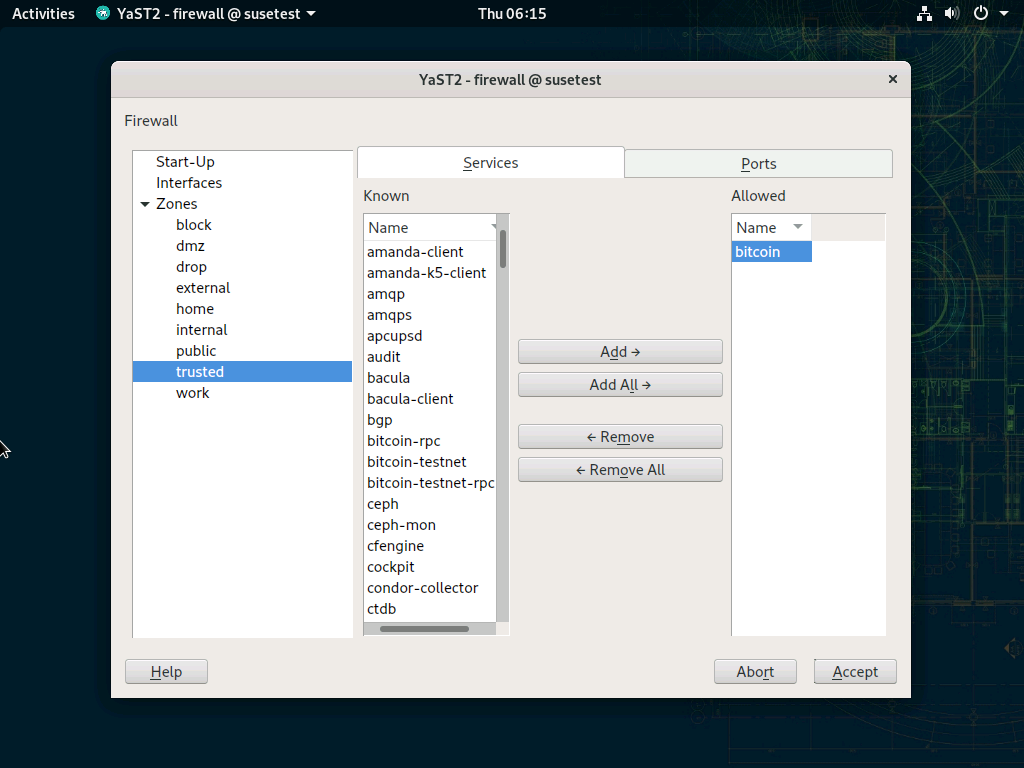 Activities YaST2 - firewall @ susetest Thu 06:15
YaST2 - firewall @ susetest
Firewall
Start-Up
Interfaces
Zones
block
dmz
drop
external
home
internal
public
trusted
work
Services Ports
Known
Name
amanda-client
amanda-k5-client
amqp
amqps
apcupsd
audit
bacula
bacula-client
bgp
bitcoin-rpc
bitcoin-testnet
bitcoin-testnet-rpc
ceph
ceph-mon
cfengine
cockpit
condor-collector
ctdb
Add →
Add All →
← Remove
← Remove All
Allowed
Name
bitcoin
Help Abort Accept